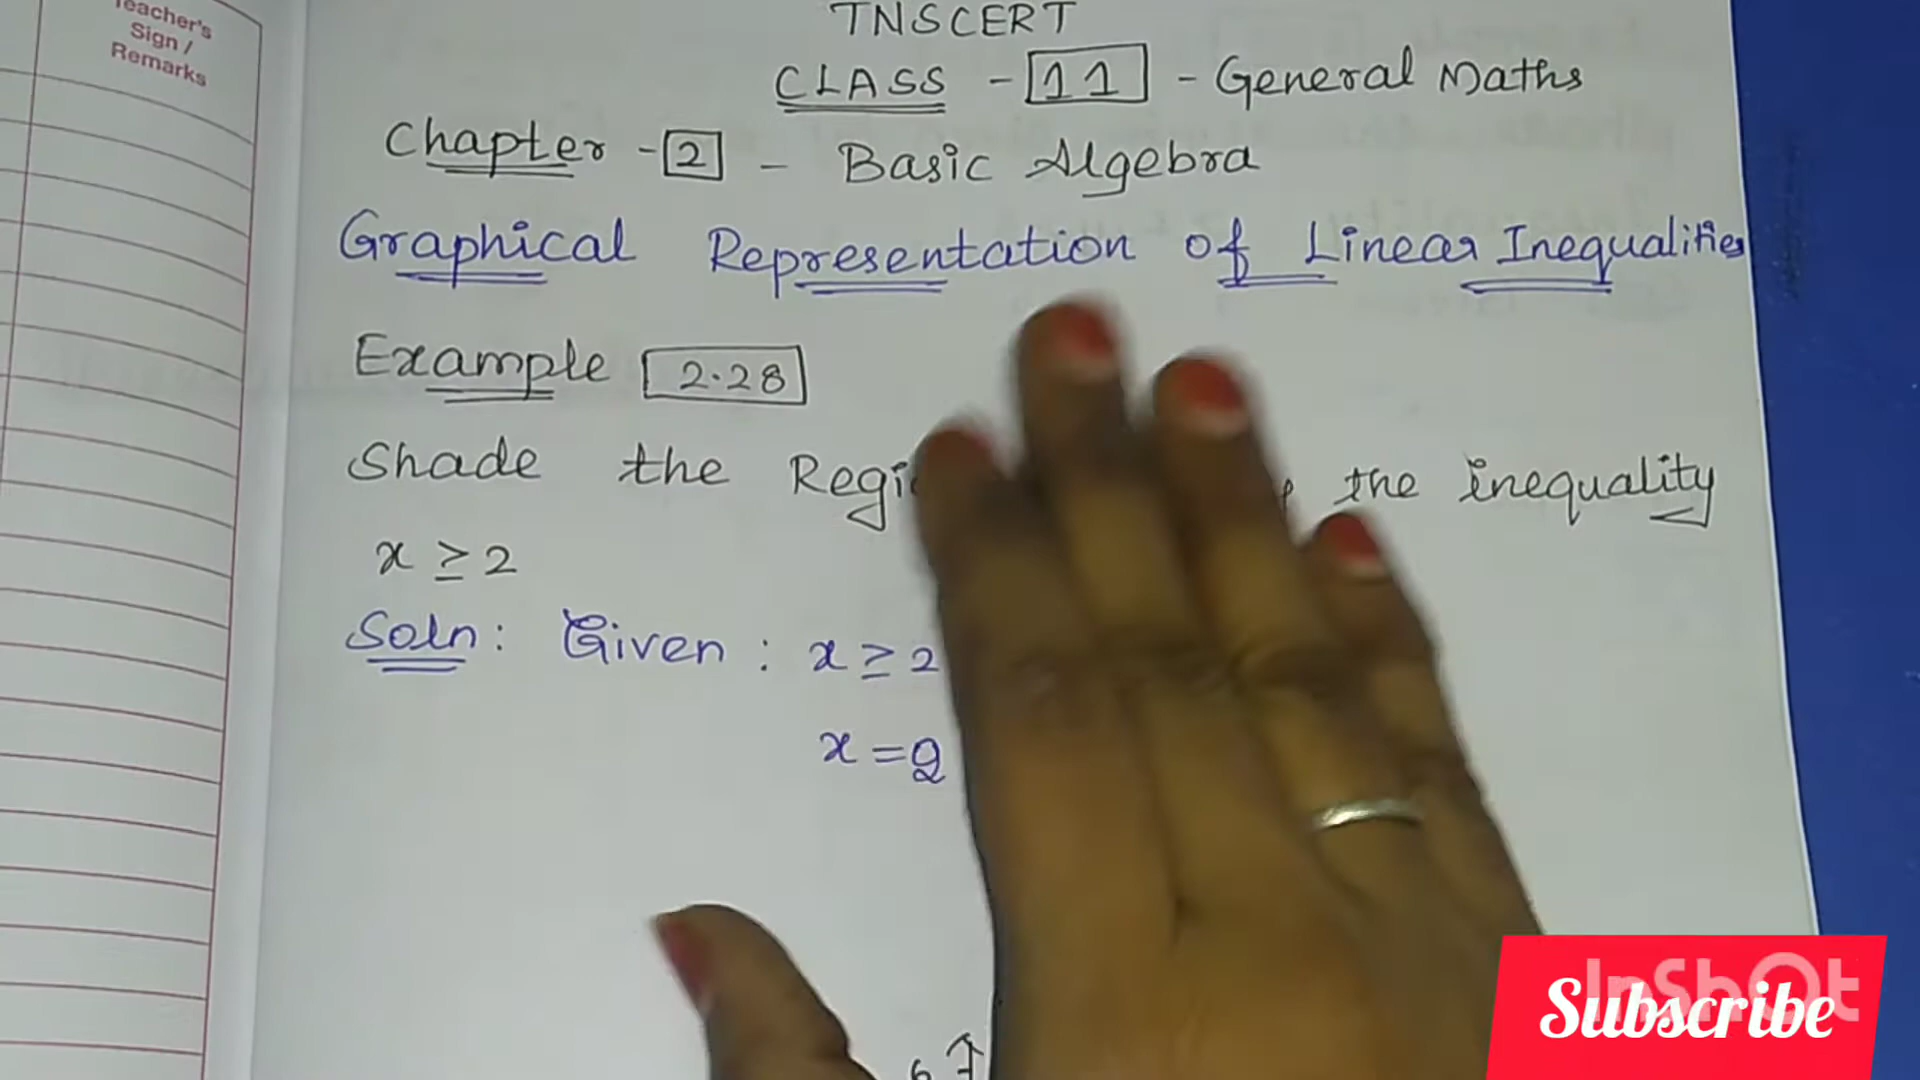 Teacher's
Sign /
Remarks
TNSCERT
CLASS - 11 - General Maths
Chapter - 2 - Basic Algebra
Graphical Representation of Linear Inequalities
Example 2.28
Shade the the inequality
x ≥ 2
Soln: Given : x ≥ 2
x = 2
InShOt
Subscribe